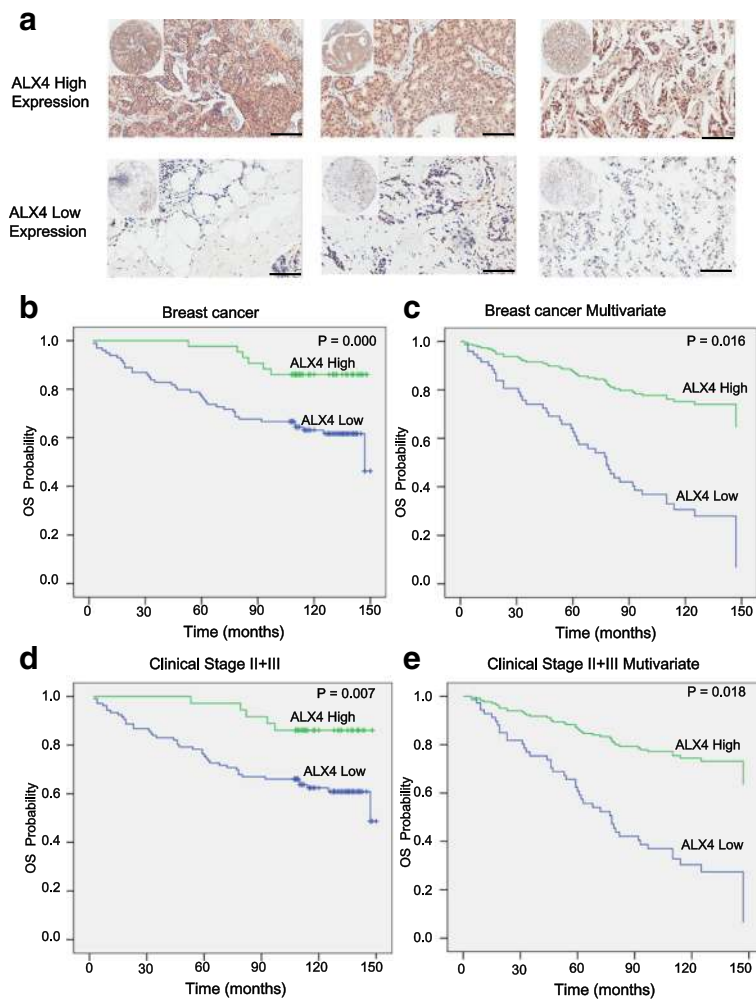 a
ALX4 High
Expression
ALX4 Low
Expression
b
Breast cancer
P = 0.000
ALX4 High
ALX4 Low
OS Probability
1.0
0.8
0.6
0.4
0.2
0.0
0 30 60 90 120 150
Time (months)
c
Breast cancer Multivariate
P = 0.016
ALX4 High
ALX4 Low
OS Probability
1.0
0.8
0.6
0.4
0.2
0.0
0 30 60 90 120 150
Time (months)
d
Clinical Stage II+III
P = 0.007
ALX4 High
ALX4 Low
OS Probability
1.0
0.8
0.6
0.4
0.2
0.0
0 30 60 90 120 150
Time (months)
e
Clinical Stage II+III Mutivariate
P = 0.018
ALX4 High
ALX4 Low
OS Probability
1.0
0.8
0.6
0.4
0.2
0.0
0 30 60 90 120 150
Time (months)